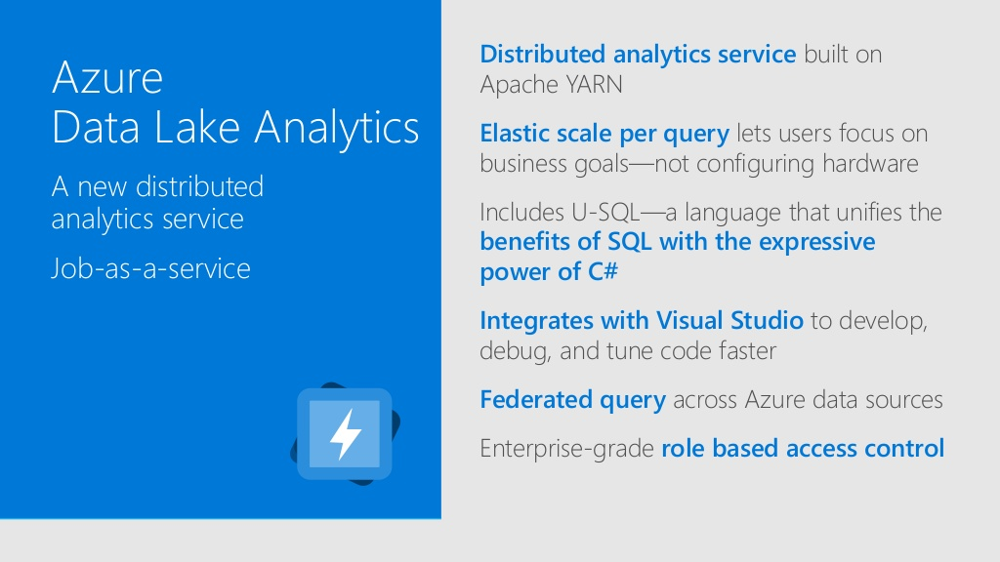 Azure
Data Lake Analytics
A new distributed
analytics service
Job-as-a-service
Distributed analytics service built on
Apache YARN
Elastic scale per query lets users focus on
business goals—not configuring hardware
Includes U-SQL—a language that unifies the
benefits of SQL with the expressive
power of C#
Integrates with Visual Studio to develop,
debug, and tune code faster
Federated query across Azure data sources
Enterprise-grade role based access control